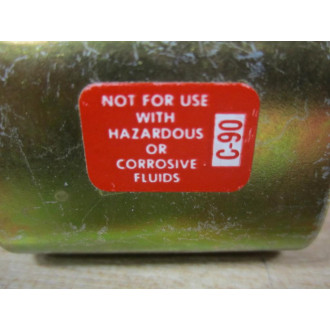 NOT FOR USE
WITH
HAZARDOUS
OR
CORROSIVE
FLUIDS
C-90